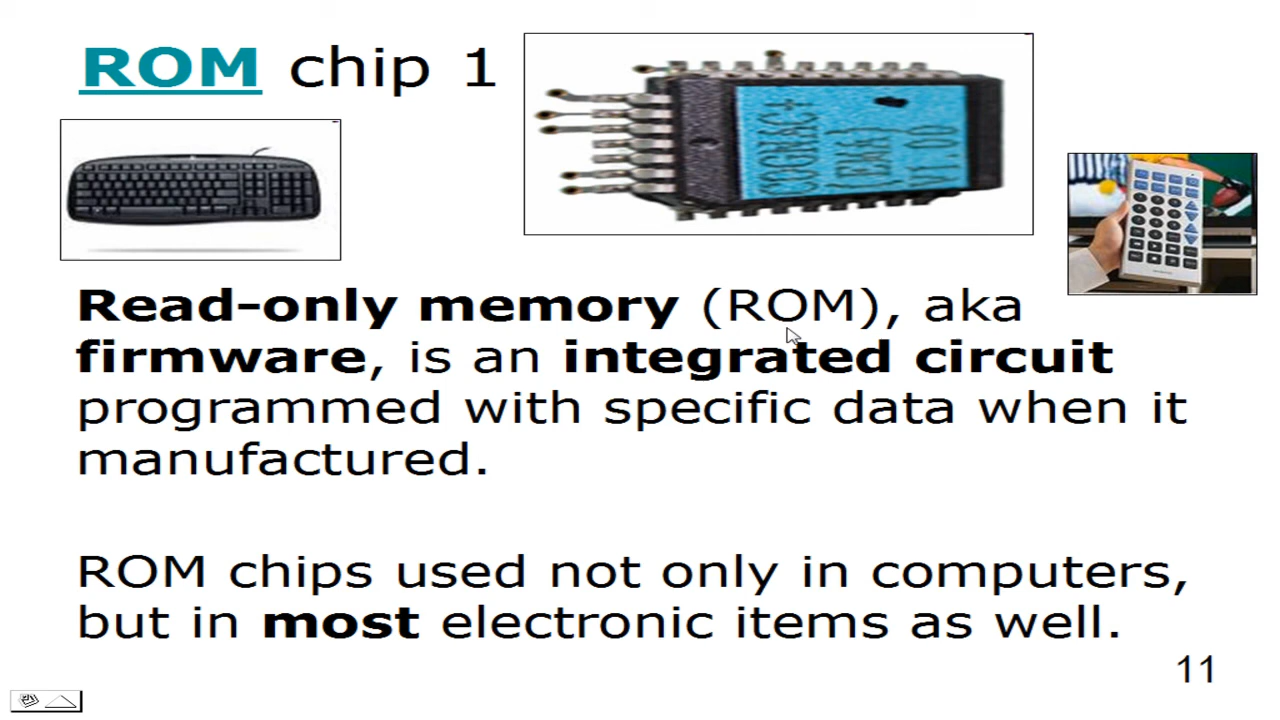 ROM chip 1
Read-only memory (ROM), aka
firmware, is an integrated circuit
programmed with specific data when it
manufactured.
ROM chips used not only in computers,
but in most electronic items as well.
11